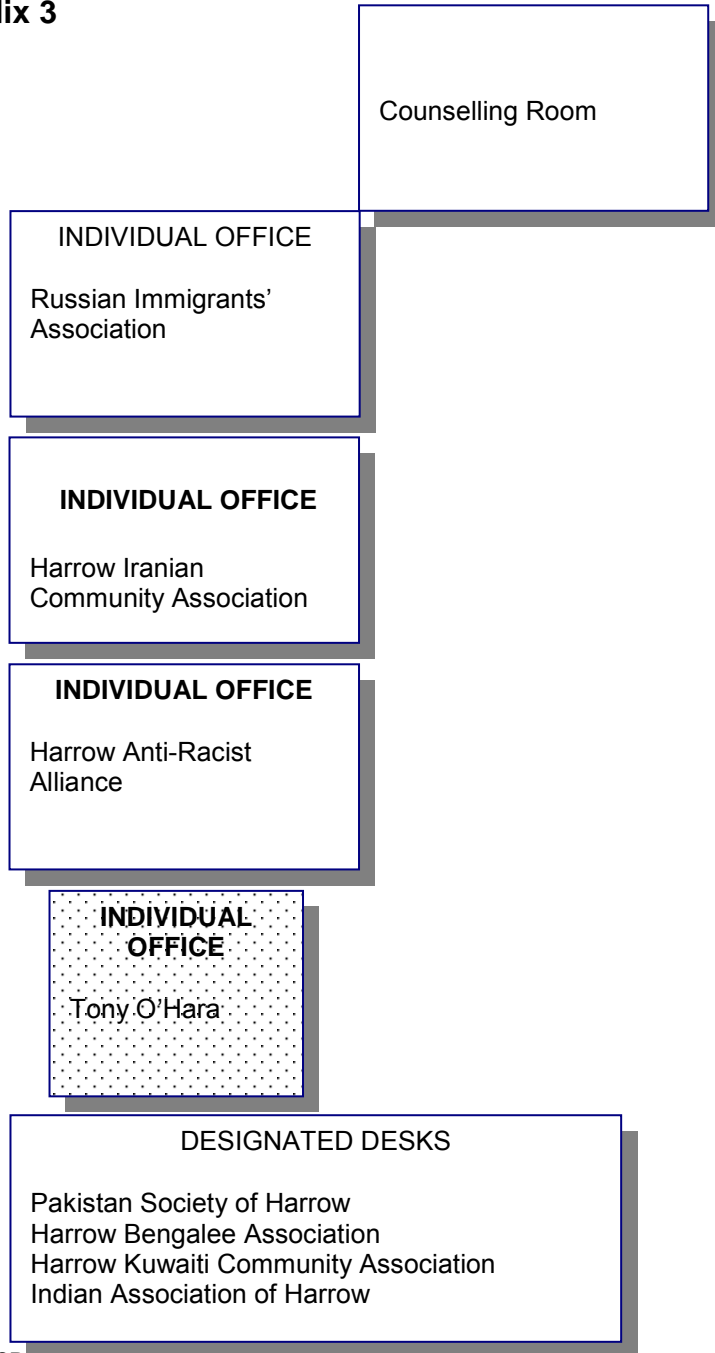 lix 3
Counselling Room
INDIVIDUAL OFFICE
Russian Immigrants’
Association
INDIVIDUAL OFFICE
Harrow Iranian
Community Association
INDIVIDUAL OFFICE
Harrow Anti-Racist
Alliance
INDIVIDUAL
OFFICE
Tony O’Hara
DESIGNATED DESKS
Pakistan Society of Harrow
Harrow Bengalee Association
Harrow Kuwaiti Community Association
Indian Association of Harrow